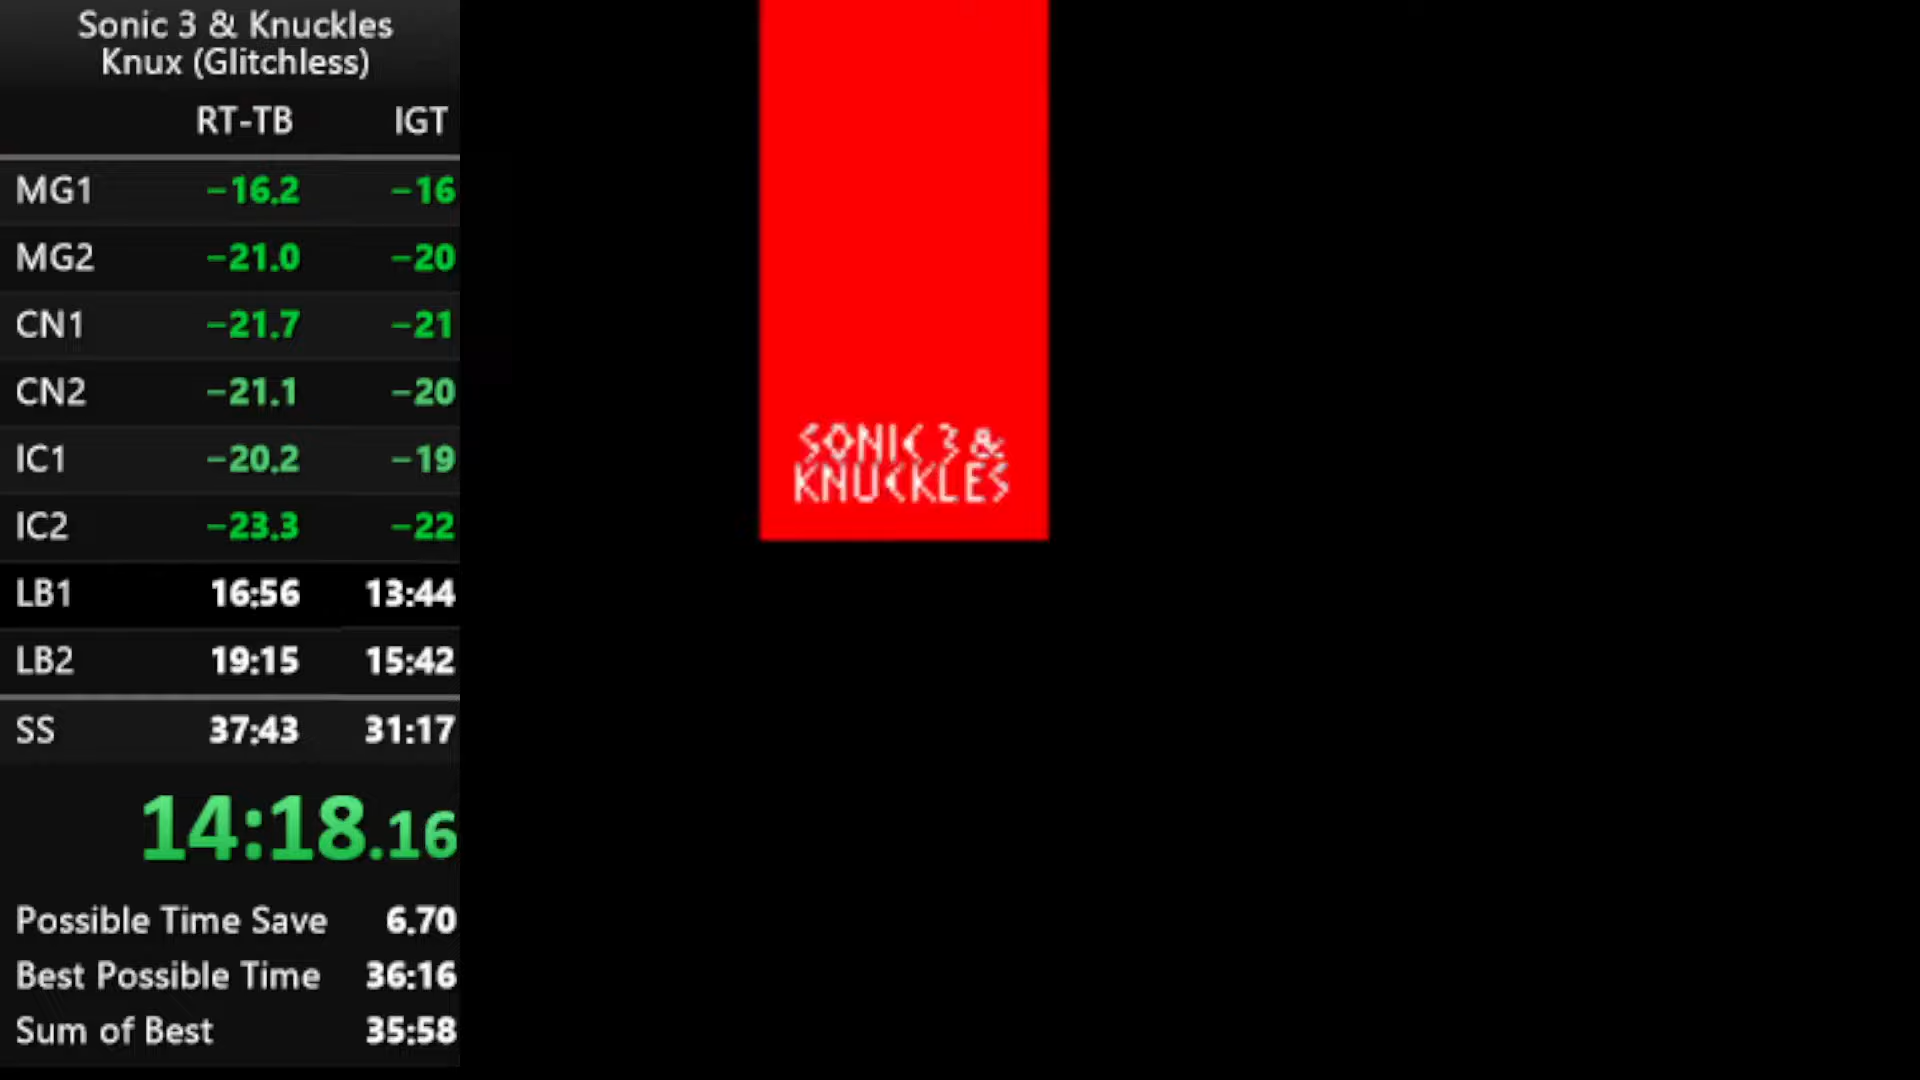 Sonic 3 & Knuckles
Knux (Glitchless)
RT-TB IGT
MG1 −16.2 −16
MG2 −21.0 −20
CN1 −21.7 −21
CN2 −21.1 −20
IC1 −20.2 −19
IC2 −23.3 −22
LB1 16:56 13:44
LB2 19:15 15:42
SS 37:43 31:17
14:18.16
Possible Time Save 6.70
Best Possible Time 36:16
Sum of Best 35:58
SONIC 3 &
KNUCKLES